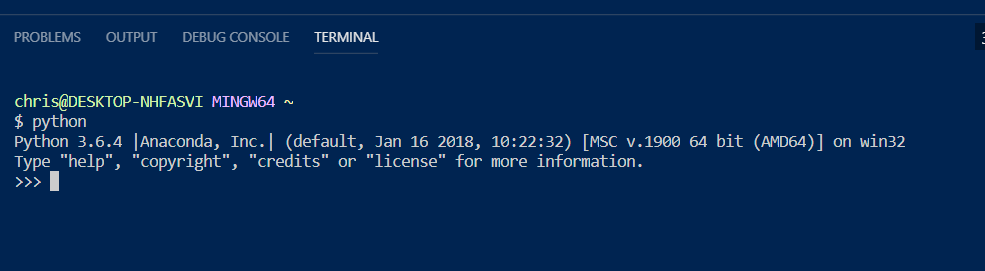 PROBLEMS OUTPUT DEBUG CONSOLE TERMINAL
chris@DESKTOP-NHFASVI MINGW64 ~
$ python
Python 3.6.4 |Anaconda, Inc.| (default, Jan 16 2018, 10:22:32) [MSC v.1900 64 bit (AMD64)] on win32
Type "help", "copyright", "credits" or "license" for more information.
>>>